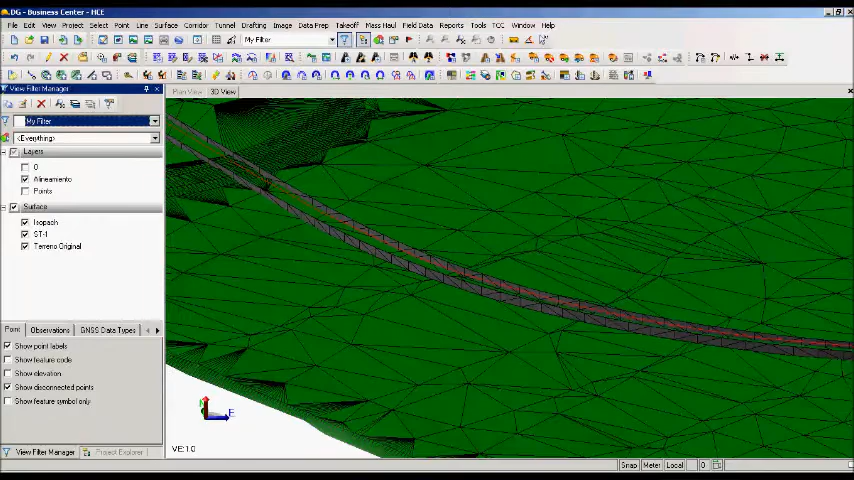 DG - Business Center - HCE
File Edit View Project Select Point Line Surface Corridor Tunnel Drafting Image Data Prep Takeoff Mass Haul Field Data Reports Tools TCC Window Help
My Filter
View Filter Manager
Plan View 3D View
My Filter
<Everything>
Layers
0
Alineamiento
Points
Surface
Isopach
ST-1
Terreno Original
Point Observations GNSS Data Types
Show point labels
Show feature code
Show elevation
Show disconnected points
Show feature symbol only
E
VE:1.0
View Filter Manager Project Explorer
Snap Meter Local 0